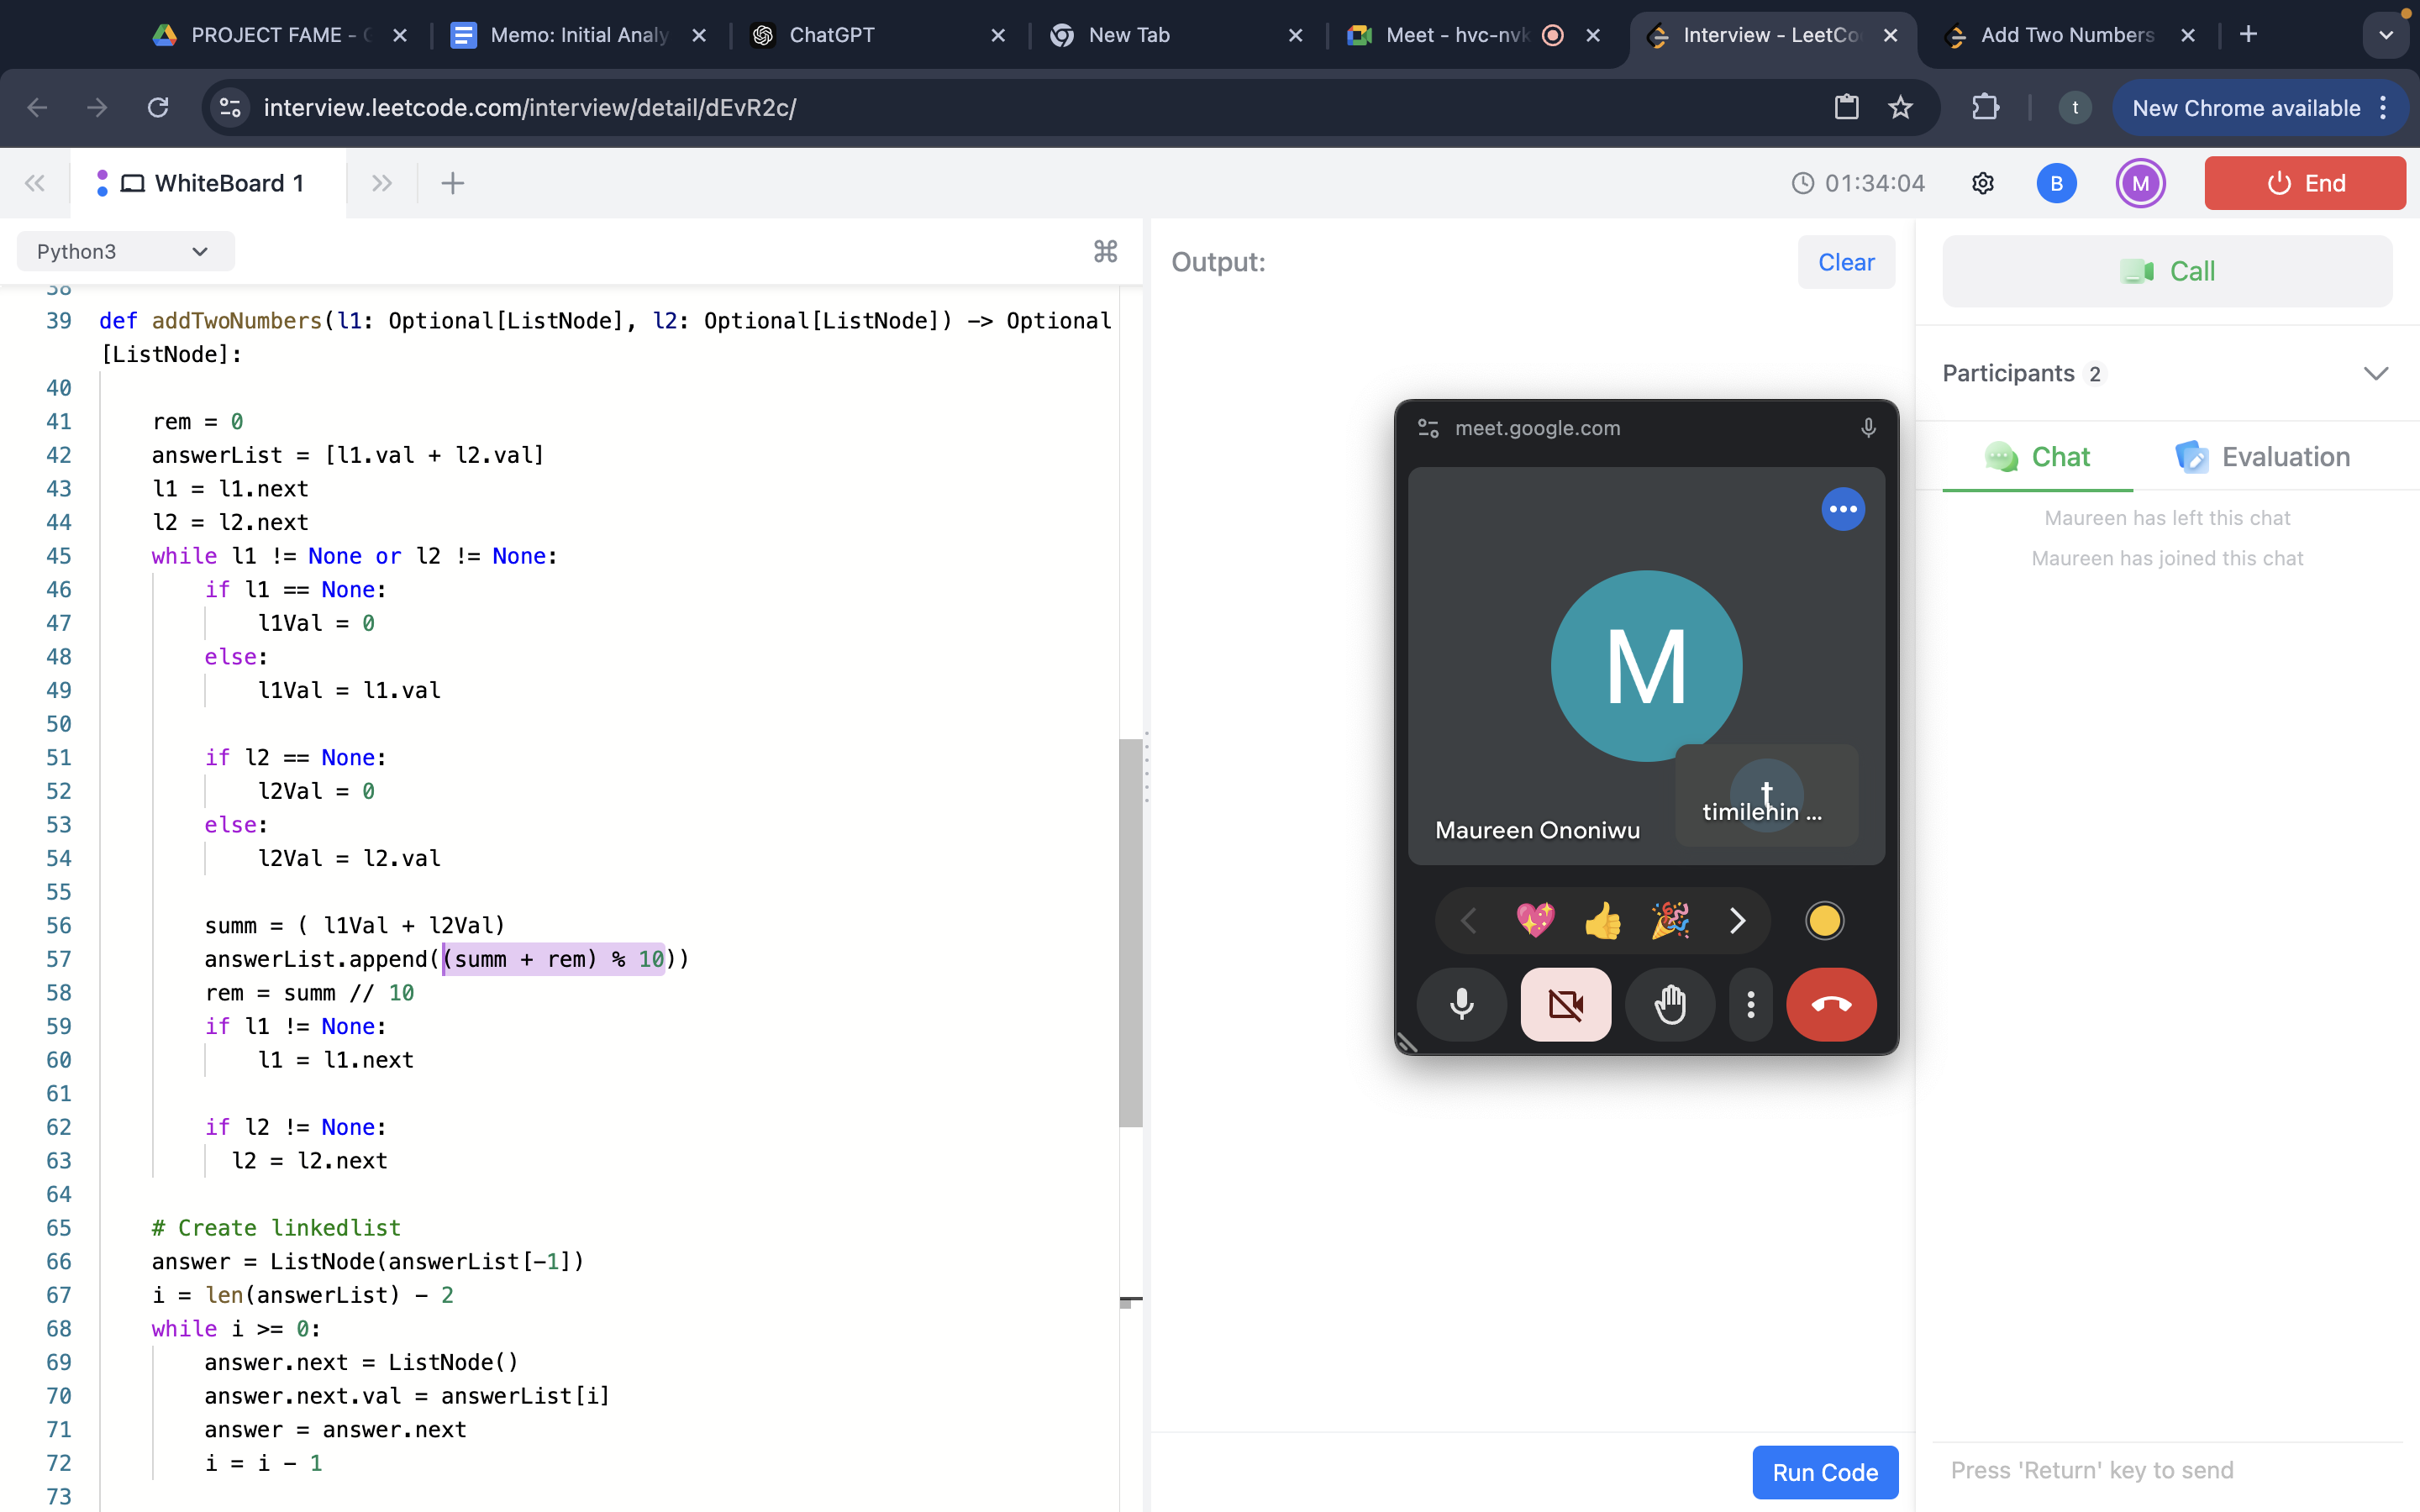 PROJECT FAME - C
Memo: Initial Analy
ChatGPT
New Tab
Meet - hvc-nvk
Interview - LeetCo
Add Two Numbers
interview.leetcode.com/interview/detail/dEvR2c/
t
New Chrome available
WhiteBoard 1
01:34:04
B
M
End
Python3
Output:
Clear
Call
Participants 2
Chat
Evaluation
Maureen has left this chat
Maureen has joined this chat
38
39 def addTwoNumbers(l1: Optional[ListNode], l2: Optional[ListNode]) -> Optional
[ListNode]:
40
41 rem = 0
42 answerList = [l1.val + l2.val]
43 l1 = l1.next
44 l2 = l2.next
45 while l1 != None or l2 != None:
46 if l1 == None:
47 l1Val = 0
48 else:
49 l1Val = l1.val
50
51 if l2 == None:
52 l2Val = 0
53 else:
54 l2Val = l2.val
55
56 summ = ( l1Val + l2Val)
57 answerList.append((summ + rem) % 10))
58 rem = summ // 10
59 if l1 != None:
60 l1 = l1.next
61
62 if l2 != None:
63 l2 = l2.next
64
65 # Create linkedlist
66 answer = ListNode(answerList[-1])
67 i = len(answerList) - 2
68 while i >= 0:
69 answer.next = ListNode()
70 answer.next.val = answerList[i]
71 answer = answer.next
72 i = i - 1
73
meet.google.com
M
t
timilehin ...
Maureen Ononiwu
Run Code
Press 'Return' key to send